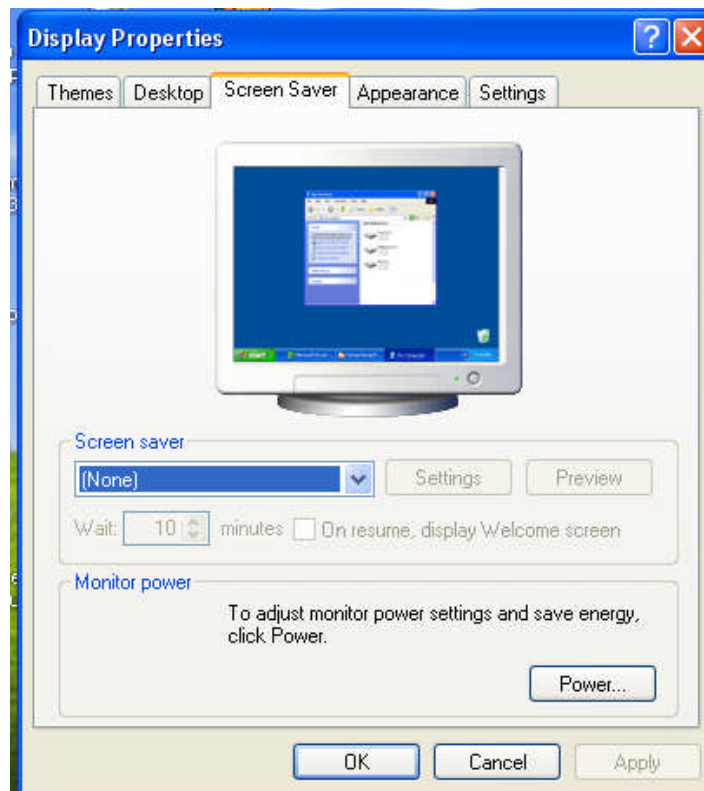 Display Properties
?
Themes Desktop Screen Saver Appearance Settings
start
Screen saver
(None) Settings Preview
Wait: 10 minutes On resume, display Welcome screen
Monitor power
To adjust monitor power settings and save energy,
click Power.
Power...
OK Cancel Apply